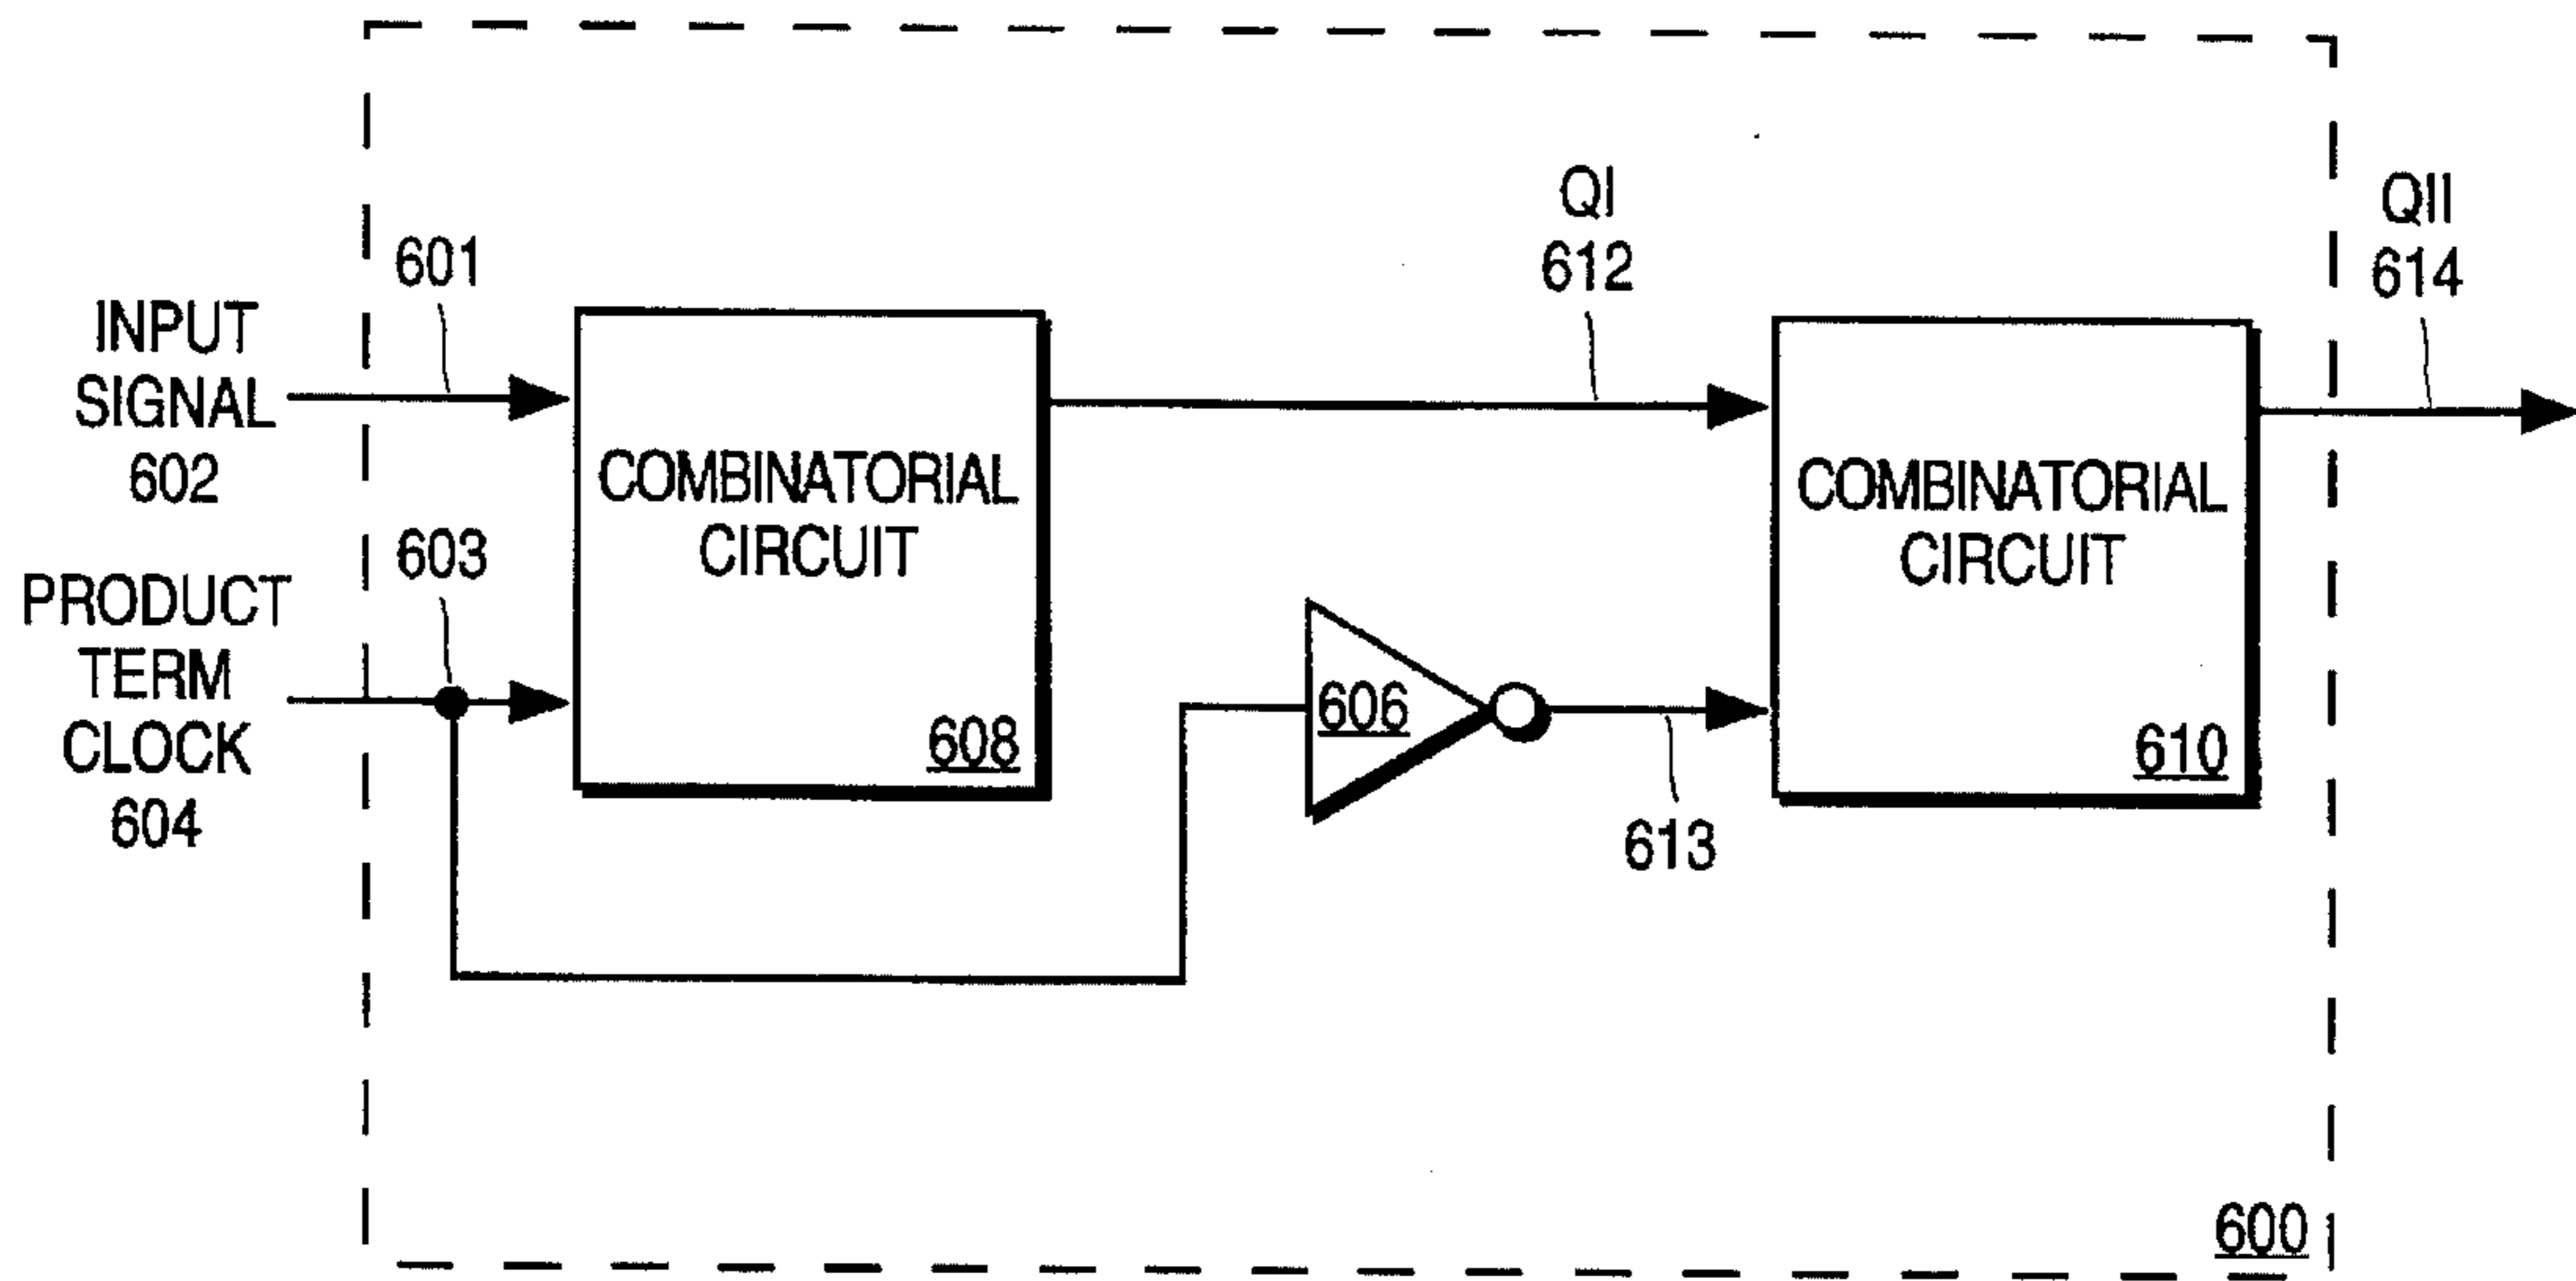 INPUT
SIGNAL
602
601
PRODUCT
TERM
CLOCK
604
603
COMBINATORIAL
CIRCUIT
608
606
QI
612
613
COMBINATORIAL
CIRCUIT
610
QII
614
600